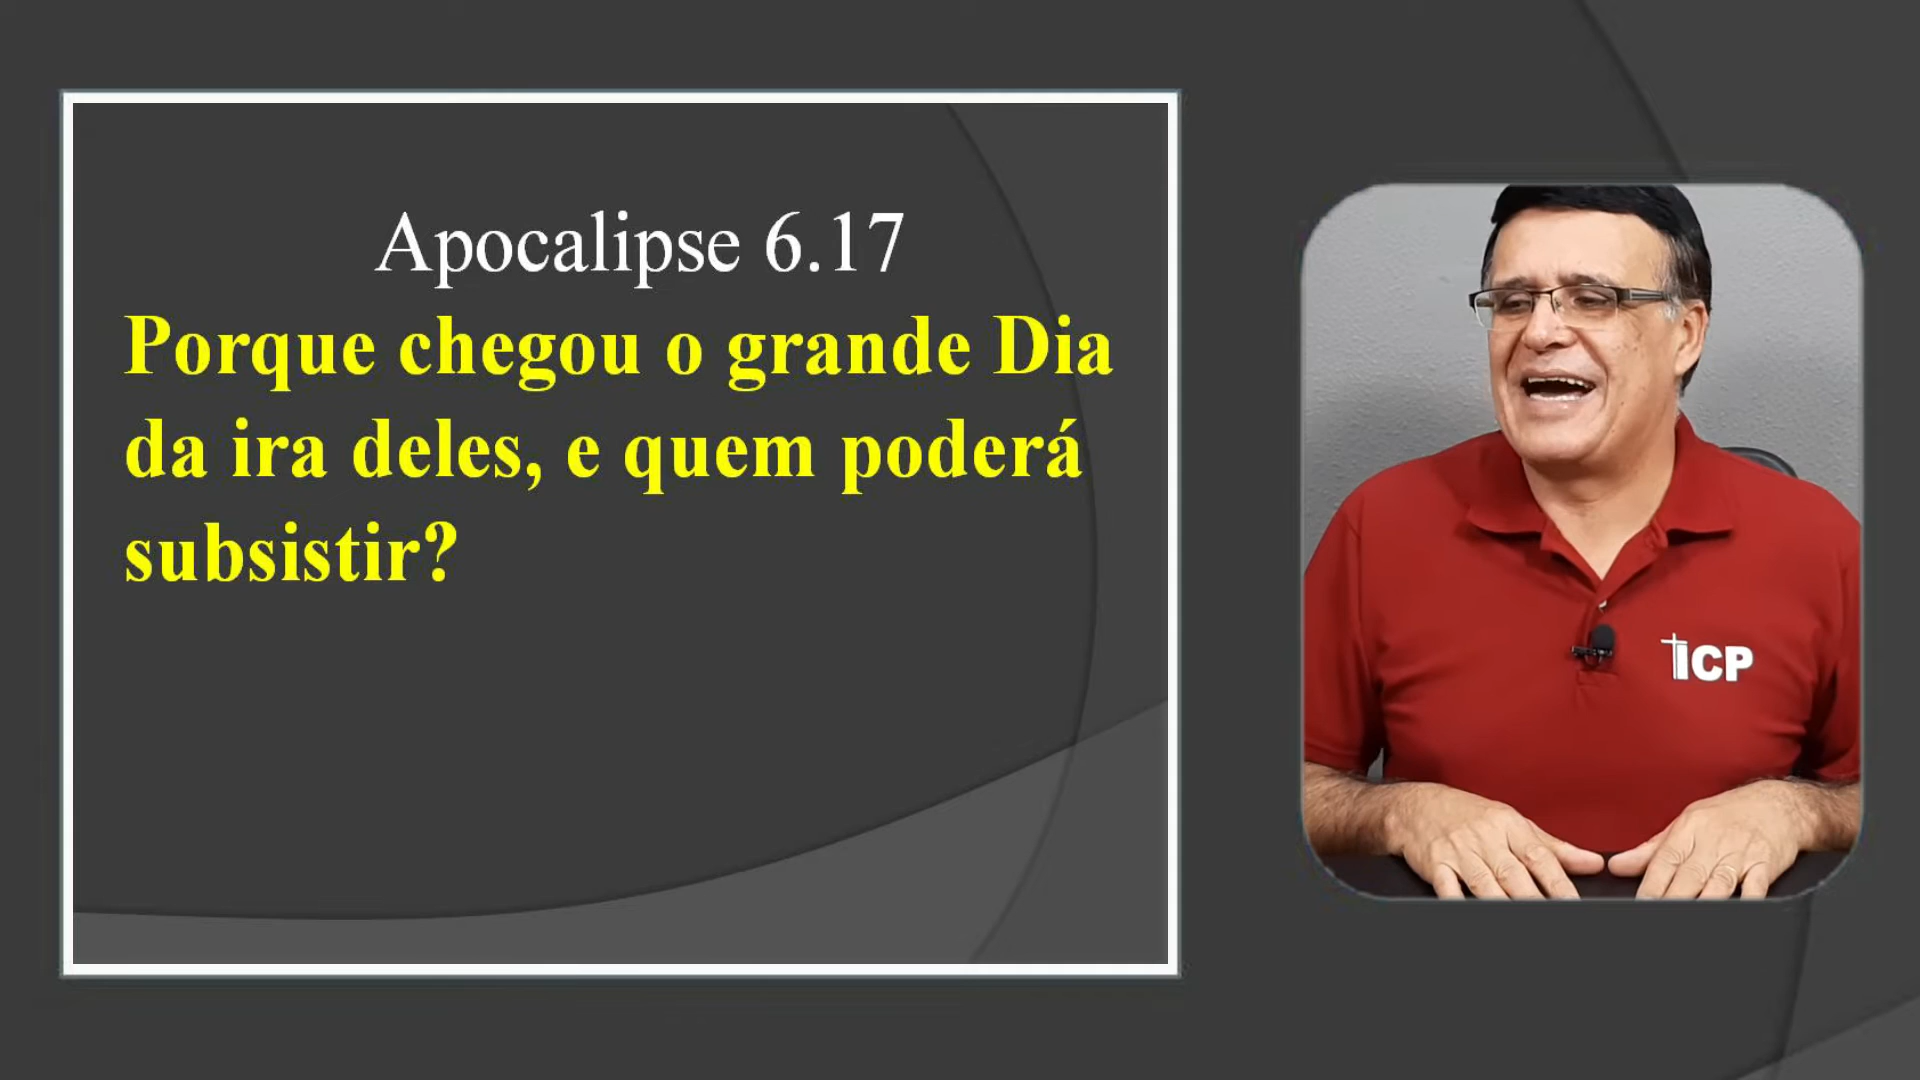 Apocalipse 6.17
Porque chegou o grande Dia
da ira deles, e quem poderá
subsistir?
ICP